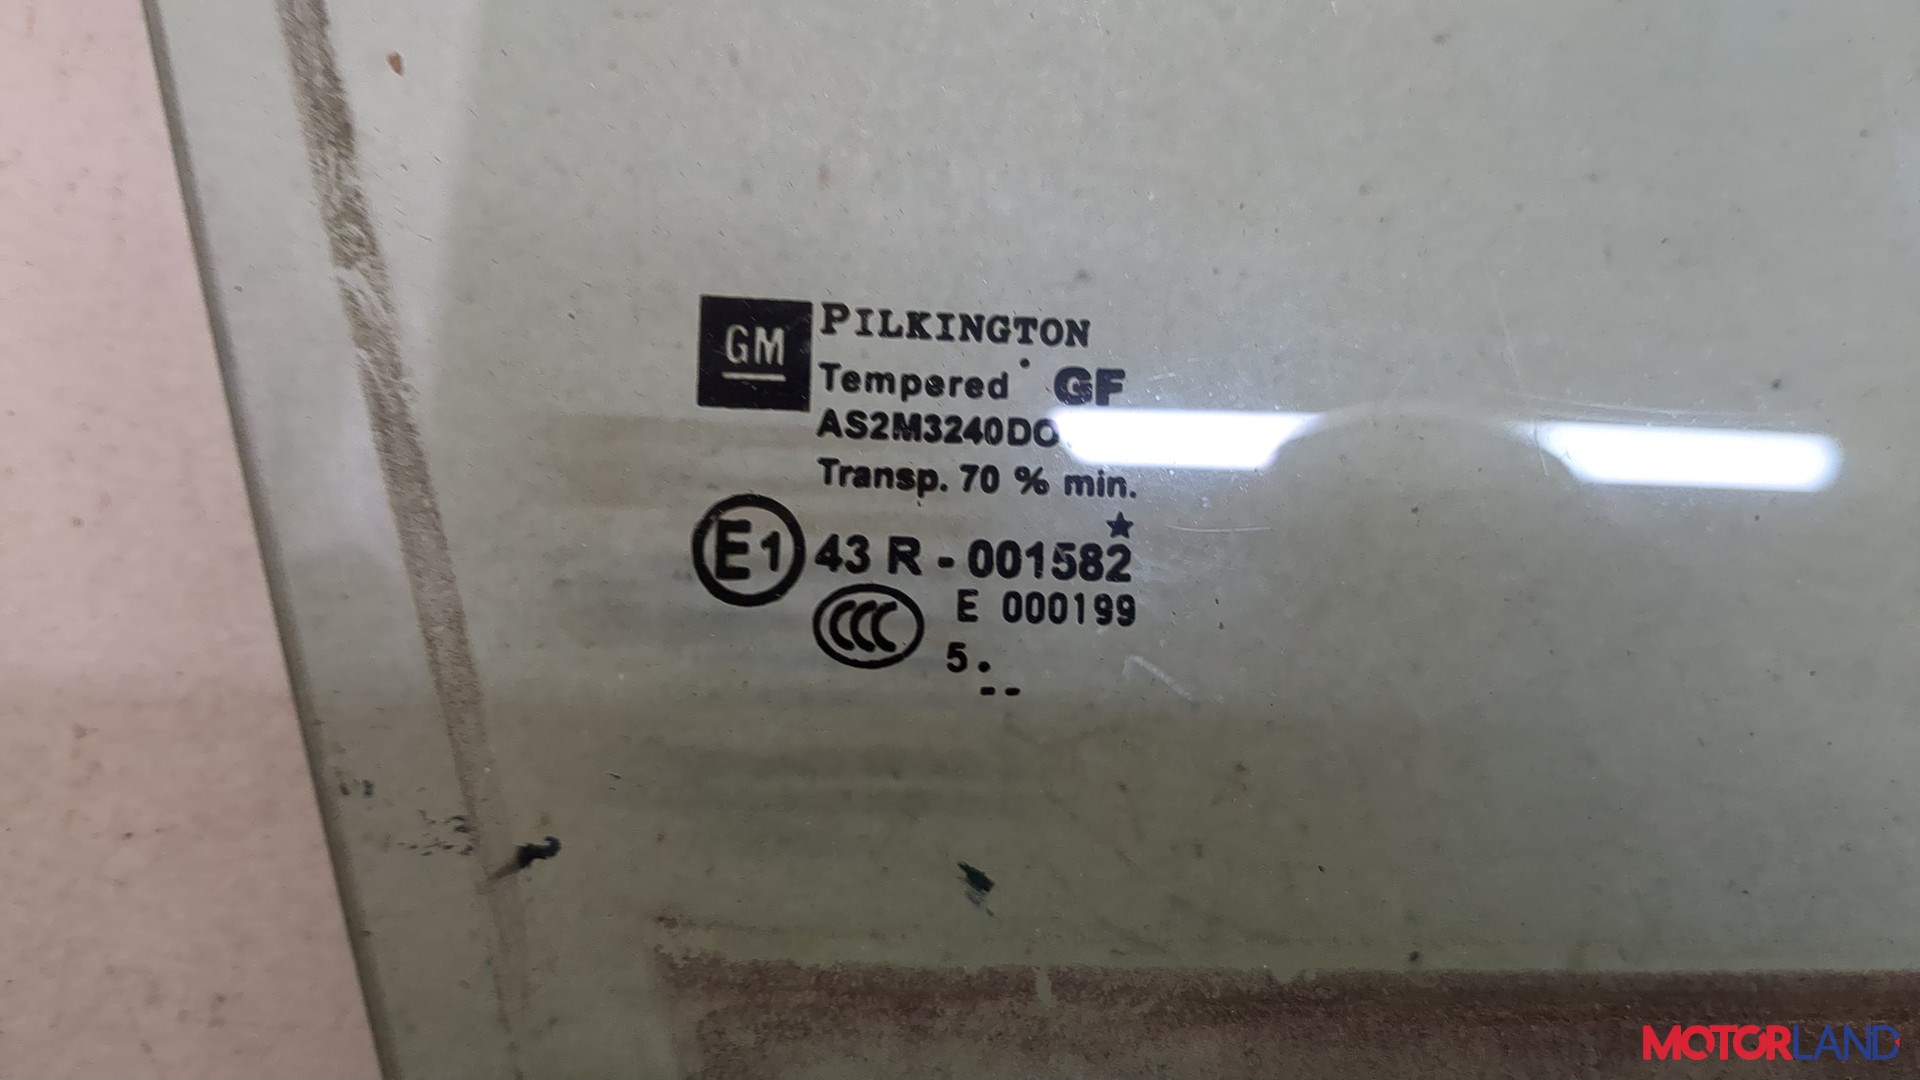 GM PILKINGTON
Tempered GF
AS2M3240DO
Transp. 70 % min.
E1 43 R - 001582 ★
CCC E 000199
5 .
--
MOTORLAND